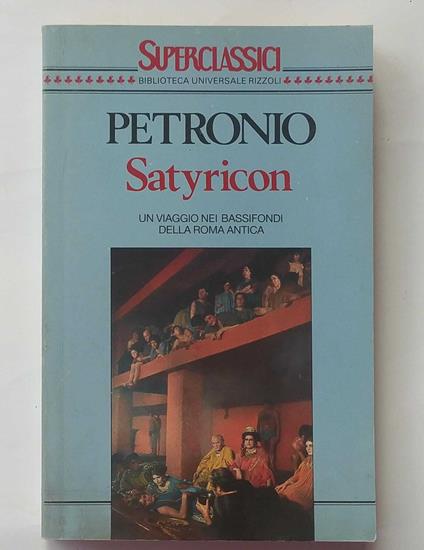 SUPERCLASSICI
BIBLIOTECA UNIVERSALE RIZZOLI
PETRONIO
Satyricon
UN VIAGGIO NEI BASSIFONDI
DELLA ROMA ANTICA